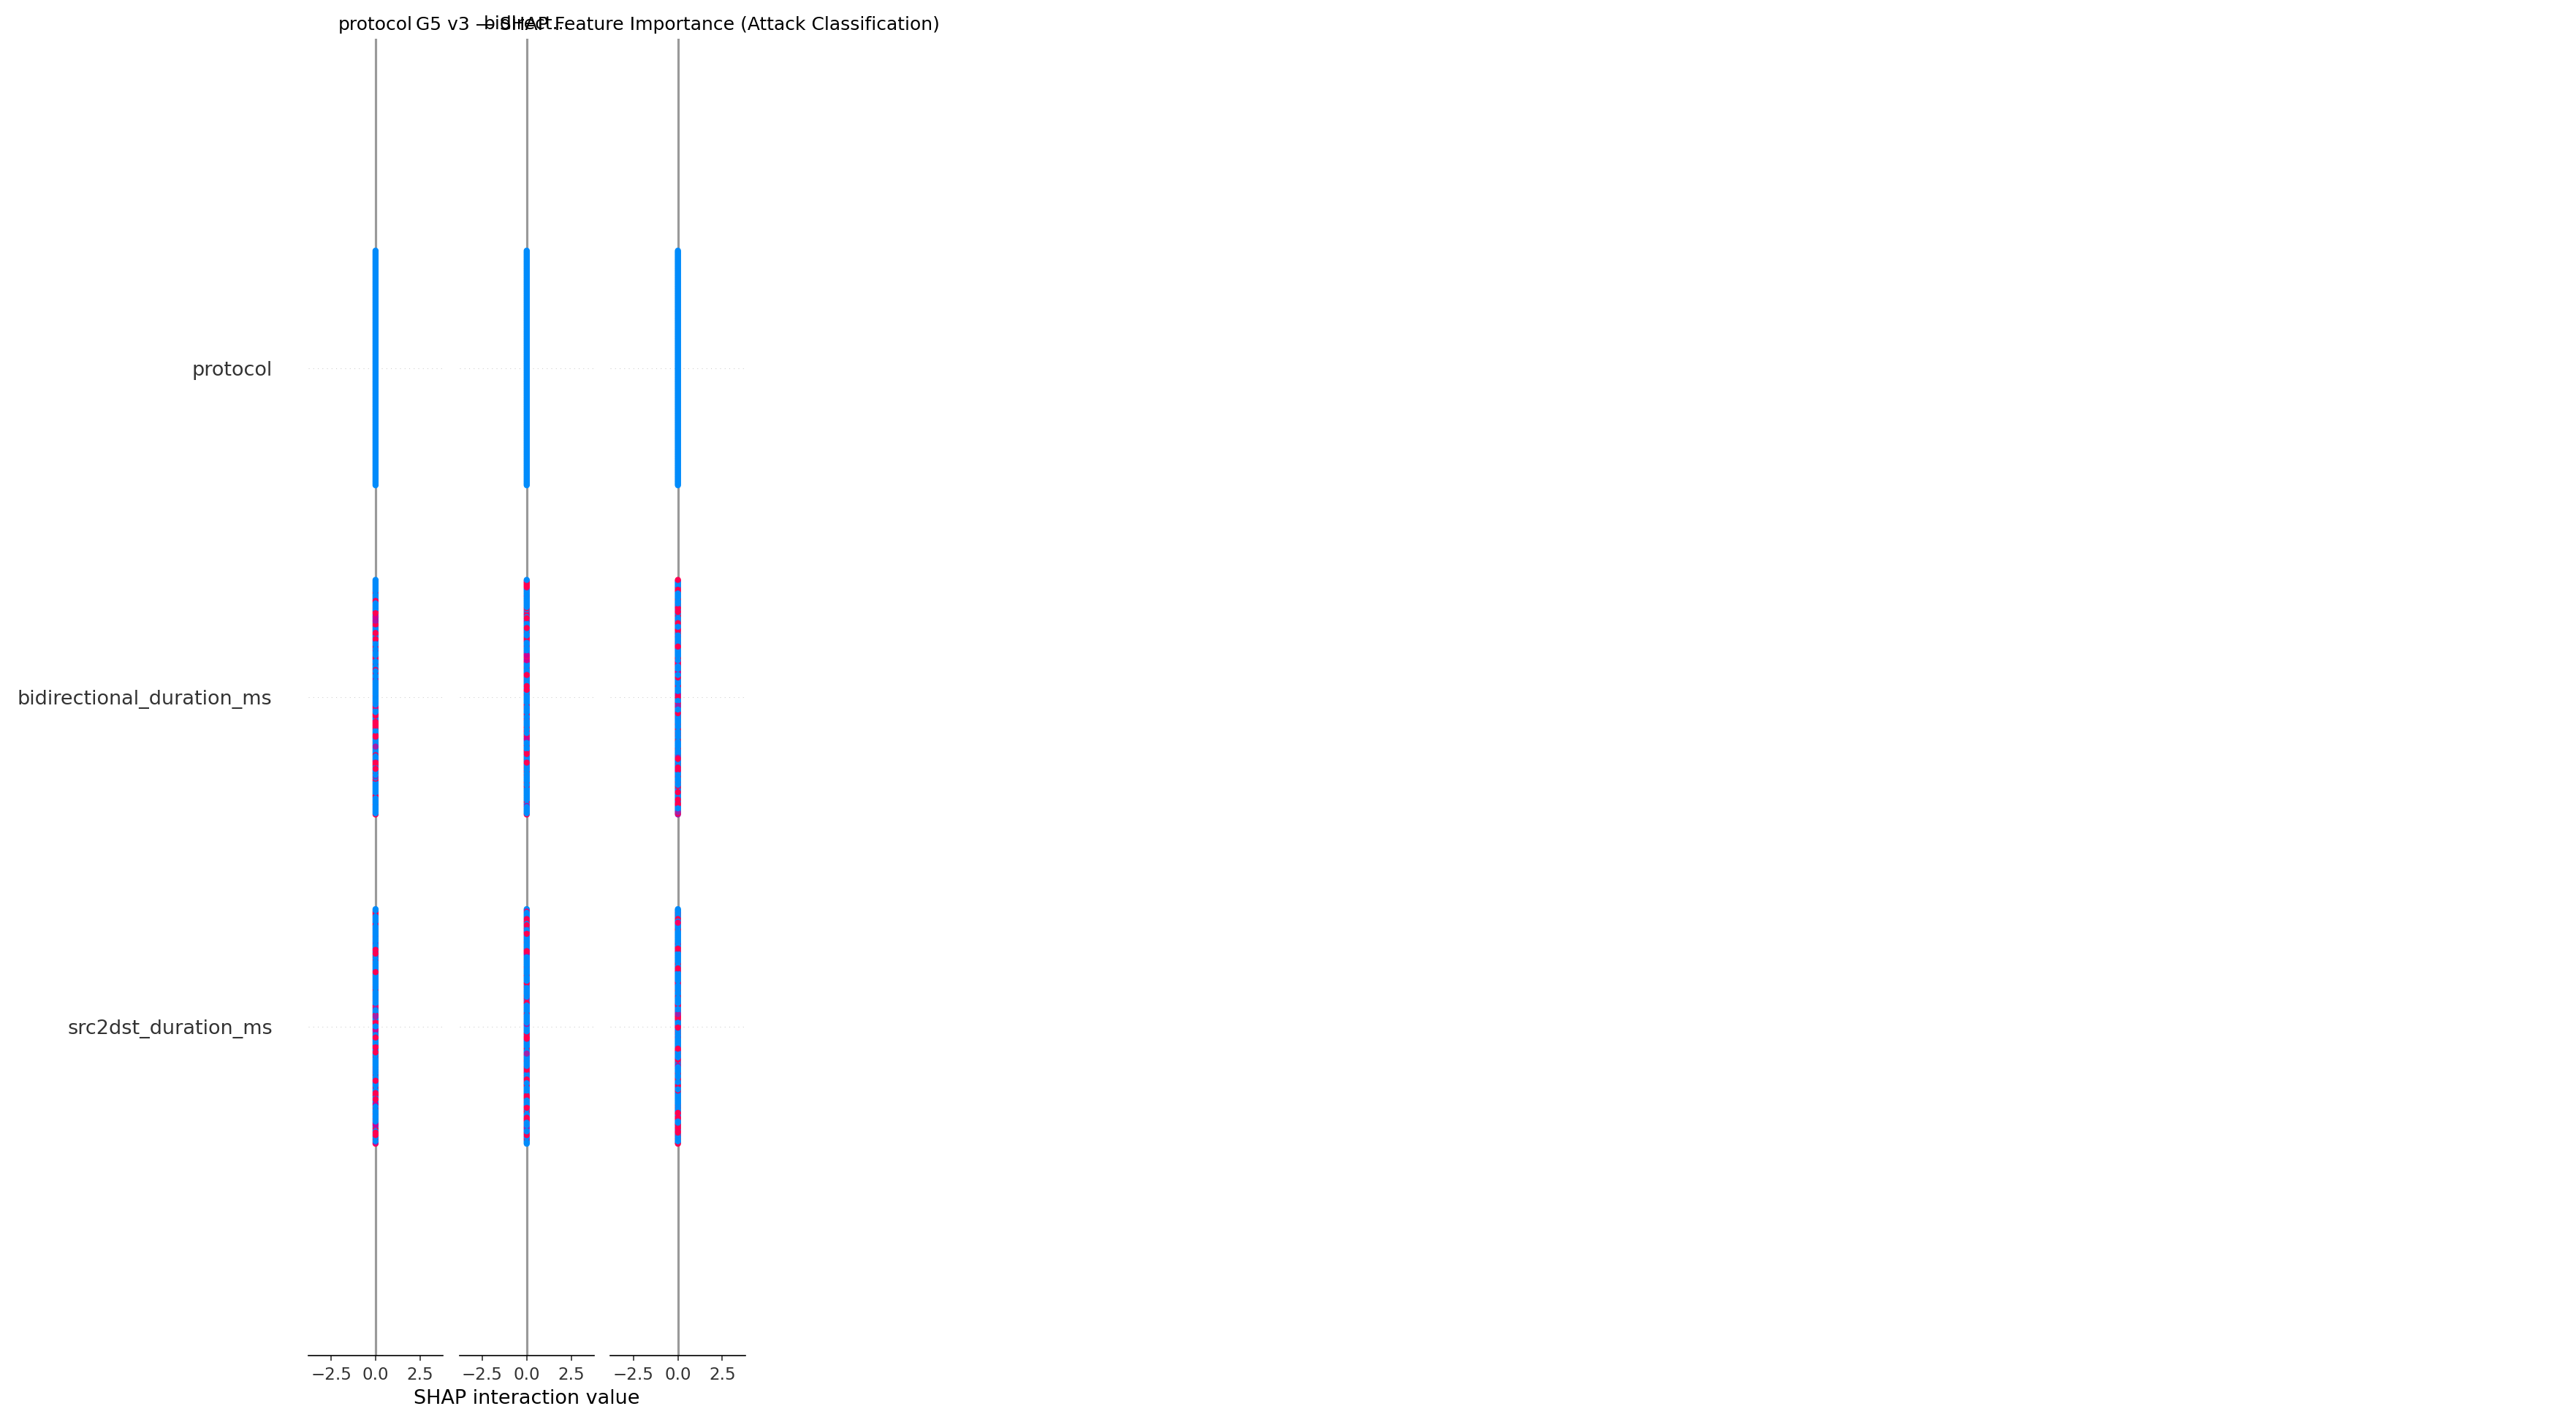 protocol
bidirect...
G5 v3 — SHAP Feature Importance (Attack Classification)
protocol
bidirectional_duration_ms
src2dst_duration_ms
−2.5 0.0 2.5 −2.5 0.0 2.5 −2.5 0.0 2.5
SHAP interaction value